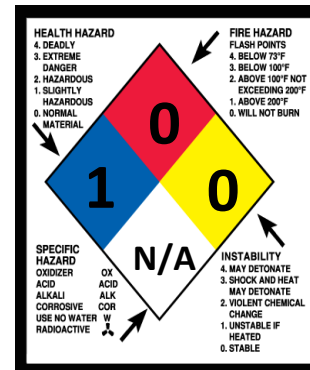 HEALTH HAZARD
4. DEADLY
3. EXTREME
DANGER
2. HAZARDOUS
1. SLIGHTLY
HAZARDOUS
0. NORMAL
MATERIAL
FIRE HAZARD
FLASH POINTS
4. BELOW 73°F
3. BELOW 100°F
2. ABOVE 100°F NOT
EXCEEDING 200°F
1. ABOVE 200°F
0. WILL NOT BURN
0
1
0
N/A
SPECIFIC
HAZARD
OXIDIZER OX
ACID ACID
ALKALI ALK
CORROSIVE COR
USE NO WATER W
RADIOACTIVE
INSTABILITY
4. MAY DETONATE
3. SHOCK AND HEAT
MAY DETONATE
2. VIOLENT CHEMICAL
CHANGE
1. UNSTABLE IF
HEATED
0. STABLE